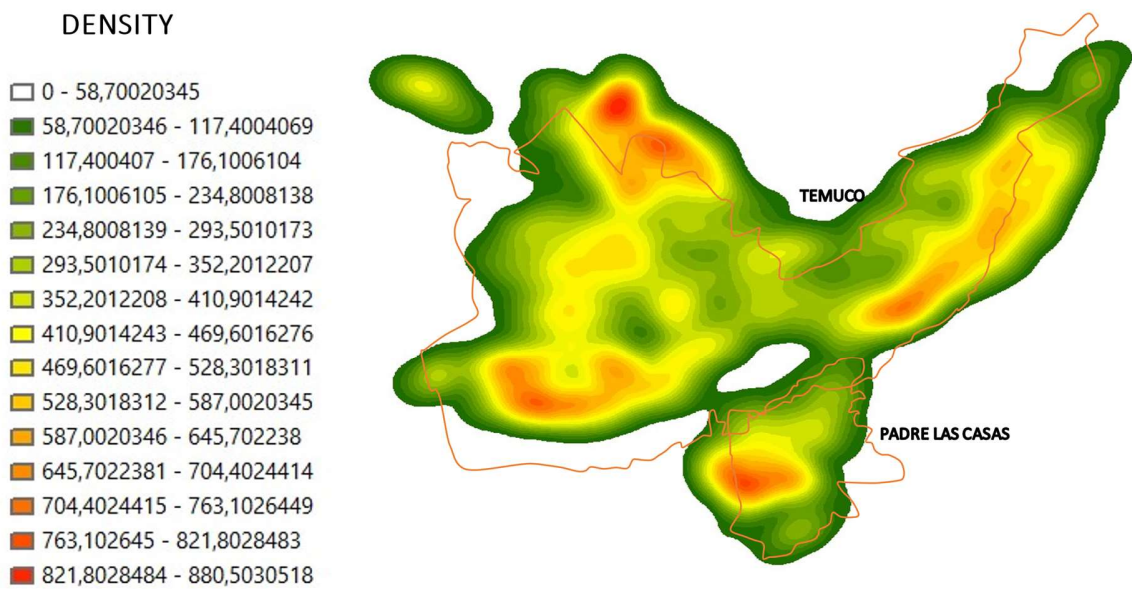 DENSITY
0 - 58,70020345
58,70020346 - 117,4004069
117,400407 - 176,1006104
176,1006105 - 234,8008138
234,8008139 - 293,5010173
293,5010174 - 352,2012207
352,2012208 - 410,9014242
410,9014243 - 469,6016276
469,6016277 - 528,3018311
528,3018312 - 587,0020345
587,0020346 - 645,702238
645,7022381 - 704,4024414
704,4024415 - 763,1026449
763,102645 - 821,8028483
821,8028484 - 880,5030518
TEMUCO
PADRE LAS CASAS